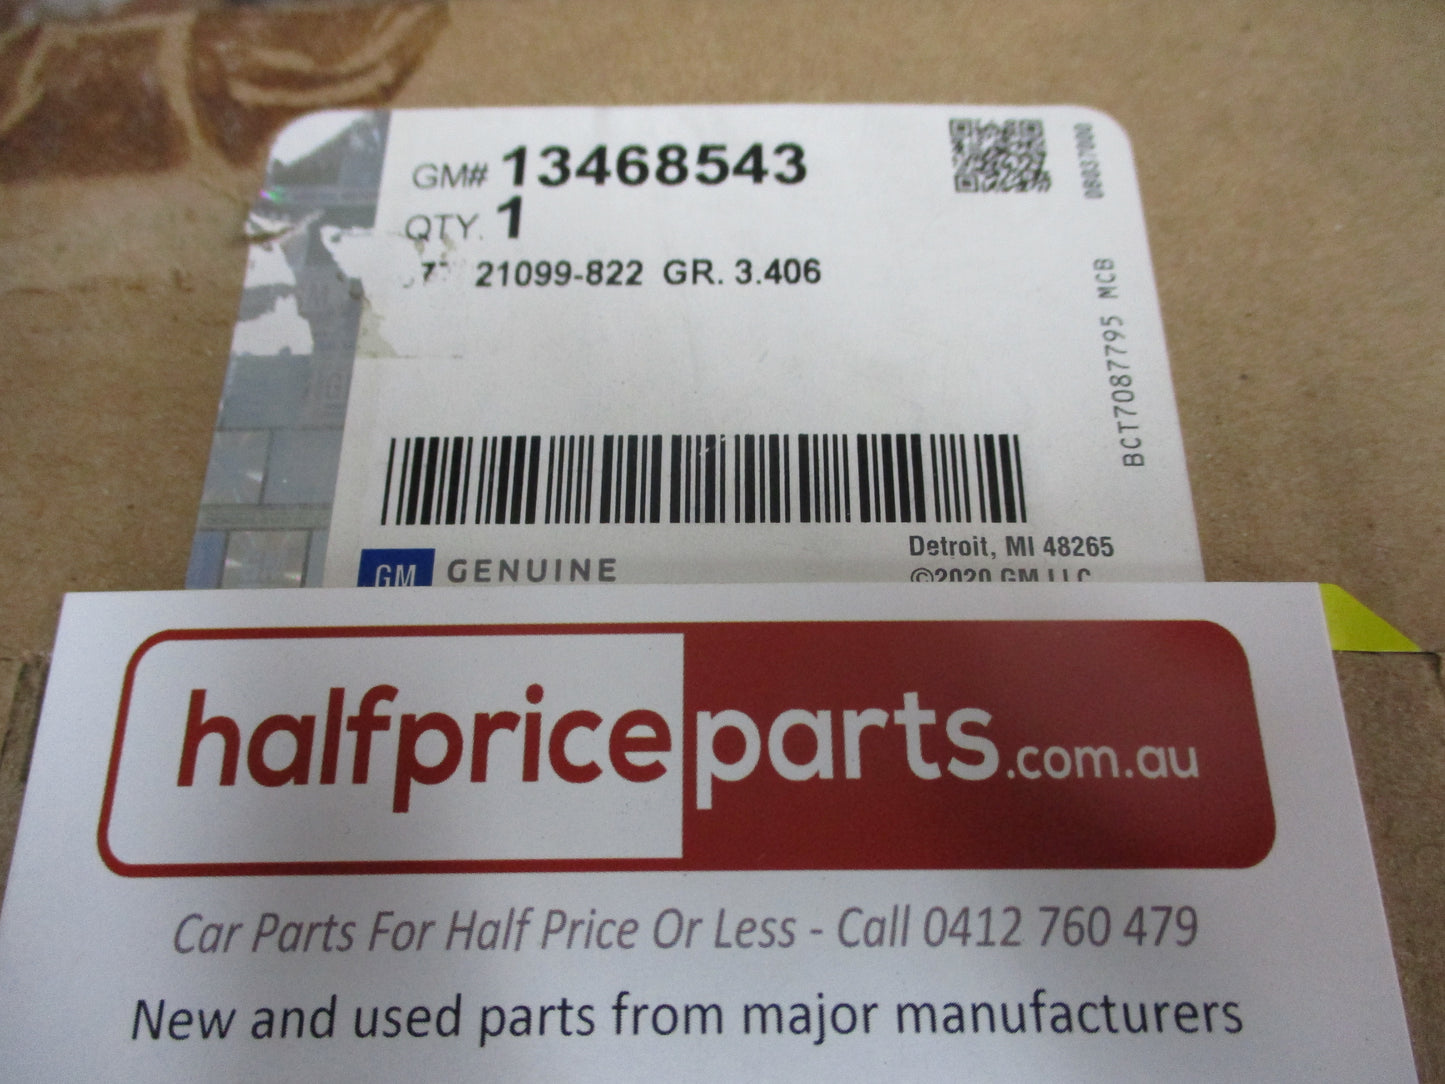 GM# 13468543
QTY. 1
21099-822 GR. 3.406
08087000
BCT7087795 MCB
Detroit, MI 48265
©2020 GM LLC
GM GENUINE
halfpriceparts.com.au
Car Parts For Half Price Or Less - Call 0412 760 479
New and used parts from major manufacturers